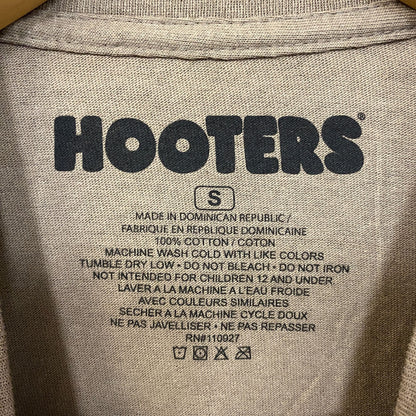 HOOTERS®
S
MADE IN DOMINICAN REPUBLIC /
FABRIQUE EN REPBLIQUE DOMINICAINE
100% COTTON / COTON
MACHINE WASH COLD WITH LIKE COLORS
TUMBLE DRY LOW • DO NOT BLEACH • DO NOT IRON
NOT INTENDED FOR CHILDREN 12 AND UNDER
LAVER A LA MACHINE A L'EAU FROIDE
AVEC COULEURS SIMILAIRES
SECHER A LA MACHINE CYCLE DOUX
NE PAS JAVELLISER • NE PAS REPASSER
RN#110927